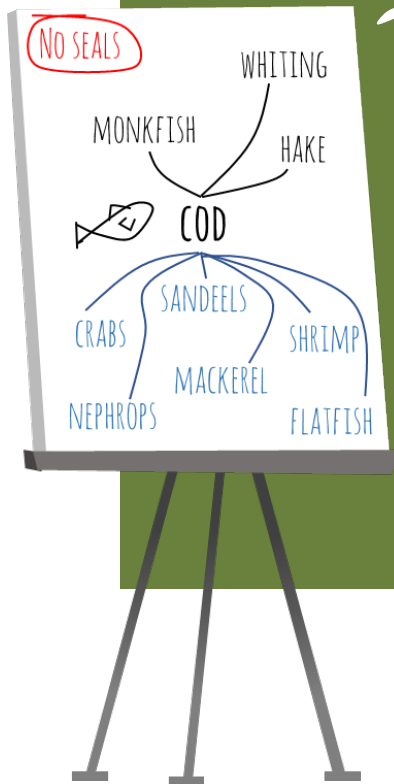 NO SEALS
WHITING
MONKFISH
HAKE
COD
SANDEELS
CRABS
SHRIMP
MACKEREL
NEPHROPS
FLATFISH